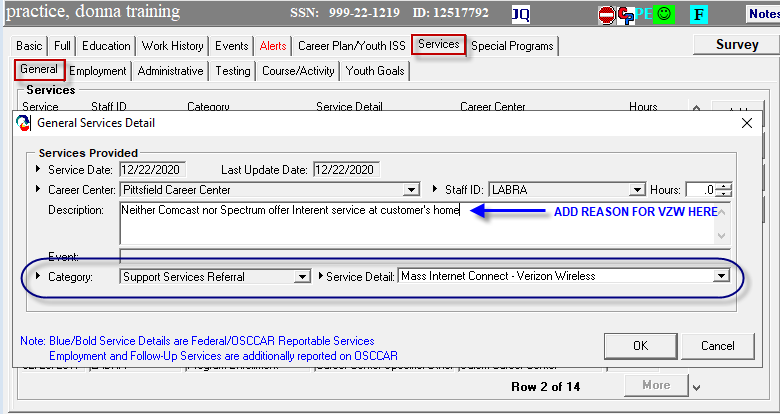 practice, donna training SSN: 999-22-1219 ID: 12517792 JQ PE F Notes
Basic Full Education Work History Events Alerts Career Plan/Youth ISS Services Special Programs Survey
General Employment Administrative Testing Course/Activity Youth Goals
Services
Service Staff ID Category Service Detail Career Center Hours
General Services Detail
Services Provided
Service Date: 12/22/2020 Last Update Date: 12/22/2020
Career Center: Pittsfield Career Center Staff ID: LABRA Hours: .0
Description: Neither Comcast nor Spectrum offer Interent service at customer's home ADD REASON FOR VZW HERE
Event:
Category: Support Services Referral Service Detail: Mass Internet Connect - Verizon Wireless
Note: Blue/Bold Service Details are Federal/OSCCAR Reportable Services
Employment and Follow-Up Services are additionally reported on OSCCAR
OK Cancel
Row 2 of 14 More